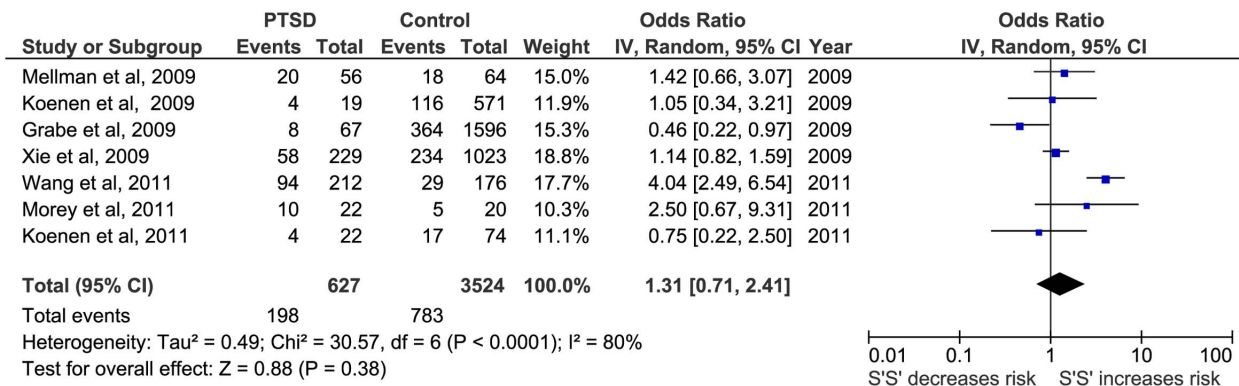 PTSD Control Odds Ratio Odds Ratio
Study or Subgroup Events Total Events Total Weight IV, Random, 95% CI Year IV, Random, 95% CI
Mellman et al, 2009 20 56 18 64 15.0% 1.42 [0.66, 3.07] 2009
Koenen et al, 2009 4 19 116 571 11.9% 1.05 [0.34, 3.21] 2009
Grabe et al, 2009 8 67 364 1596 15.3% 0.46 [0.22, 0.97] 2009
Xie et al, 2009 58 229 234 1023 18.8% 1.14 [0.82, 1.59] 2009
Wang et al, 2011 94 212 29 176 17.7% 4.04 [2.49, 6.54] 2011
Morey et al, 2011 10 22 5 20 10.3% 2.50 [0.67, 9.31] 2011
Koenen et al, 2011 4 22 17 74 11.1% 0.75 [0.22, 2.50] 2011
Total (95% CI) 627 3524 100.0% 1.31 [0.71, 2.41]
Total events 198 783
Heterogeneity: Tau² = 0.49; Chi² = 30.57, df = 6 (P < 0.0001); I² = 80%
Test for overall effect: Z = 0.88 (P = 0.38)
0.01 0.1 1 10 100
S'S' decreases risk S'S' increases risk